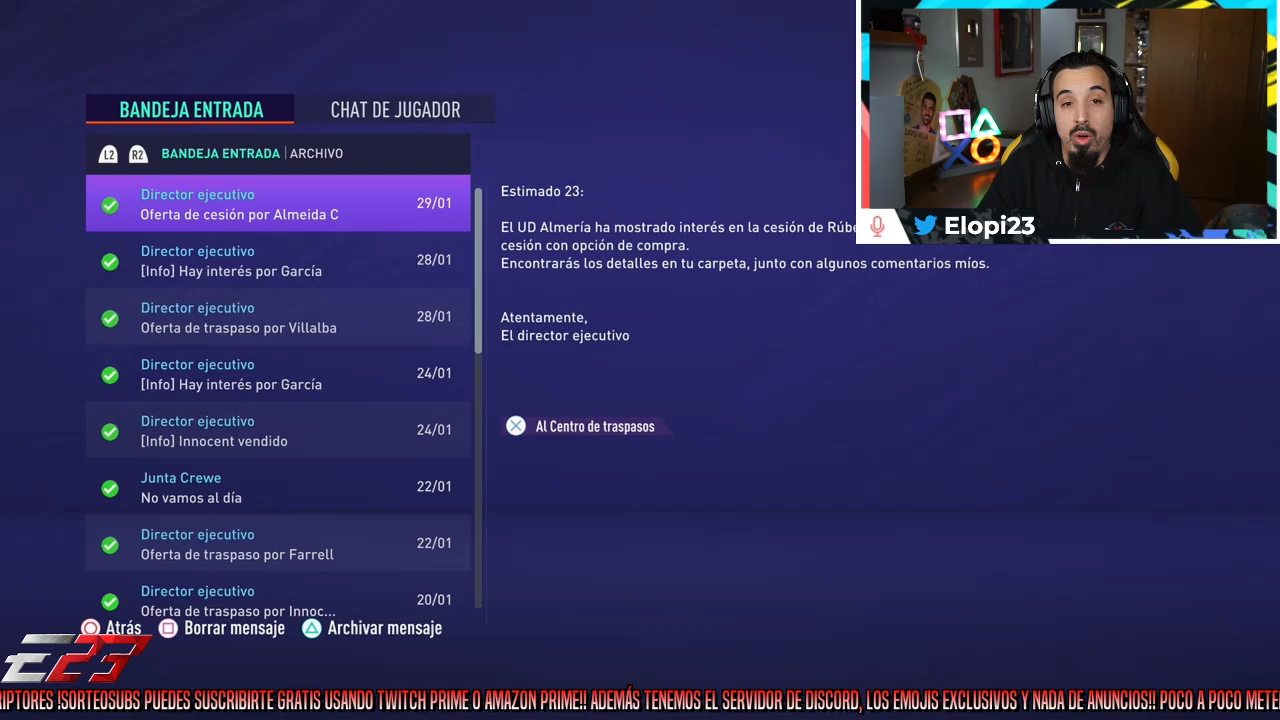 BANDEJA ENTRADA
CHAT DE JUGADOR
L2 R2 BANDEJA ENTRADA | ARCHIVO
Director ejecutivo
Oferta de cesión por Almeida C
29/01
Director ejecutivo
[Info] Hay interés por García
28/01
Director ejecutivo
Oferta de traspaso por Villalba
28/01
Director ejecutivo
[Info] Hay interés por García
24/01
Director ejecutivo
[Info] Innocent vendido
24/01
Junta Crewe
No vamos al día
22/01
Director ejecutivo
Oferta de traspaso por Farrell
22/01
Director ejecutivo
Oferta de traspaso por Innoc...
20/01
Estimado 23:
El UD Almería ha mostrado interés en la cesión de Rúbe
cesión con opción de compra.
Encontrarás los detalles en tu carpeta, junto con algunos comentarios míos.
Atentamente,
El director ejecutivo
Al Centro de traspasos
Elopi23
Atrás
Borrar mensaje
Archivar mensaje
E23
RIPTORES !SORTEOSUBS PUEDES SUSCRIBIRTE GRATIS USANDO TWITCH PRIME O AMAZON PRIME!! ADEMÁS TENEMOS EL SERVIDOR DE DISCORD, LOS EMOJIS EXCLUSIVOS Y NADA DE ANUNCIOS!! POCO A POCO METE